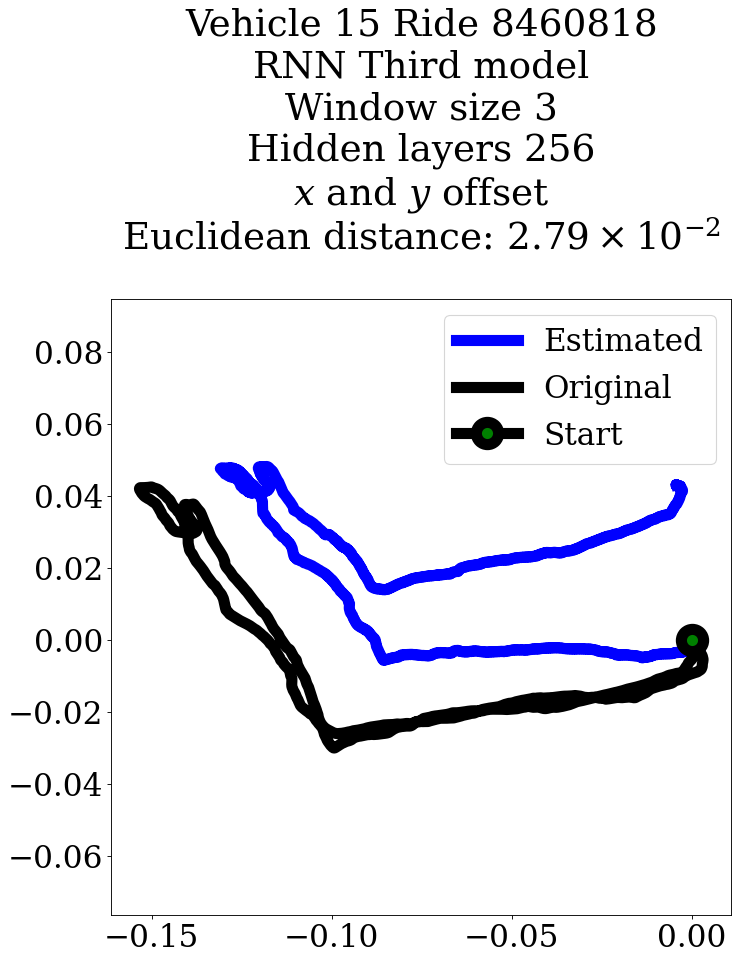 Vehicle 15 Ride 8460818
RNN Third model
Window size 3
Hidden layers 256
x and y offset
Euclidean distance: 2.79 × 10⁻²
Estimated
Original
Start
0.08
0.06
0.04
0.02
0.00
−0.02
−0.04
−0.06
−0.15 −0.10 −0.05 0.00